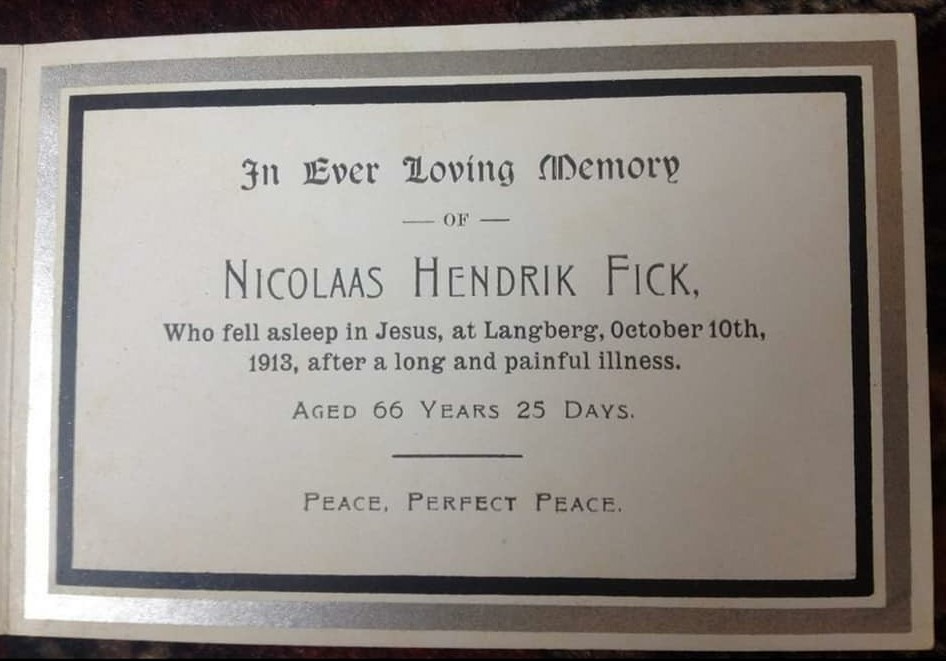 In Ever Loving Memory
— OF —
NICOLAAS HENDRIK FICK,
Who fell asleep in Jesus, at Langberg, October 10th,
1913, after a long and painful illness.
AGED 66 YEARS 25 DAYS.
PEACE, PERFECT PEACE.